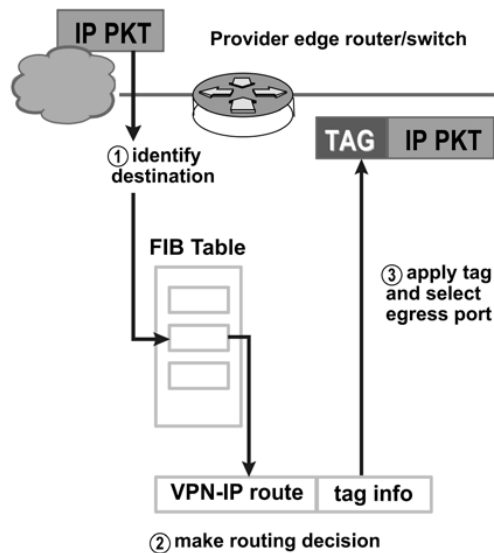 IP PKT
Provider edge router/switch
TAG IP PKT
① identify
destination
FIB Table
③ apply tag
and select
egress port
VPN-IP route tag info
② make routing decision